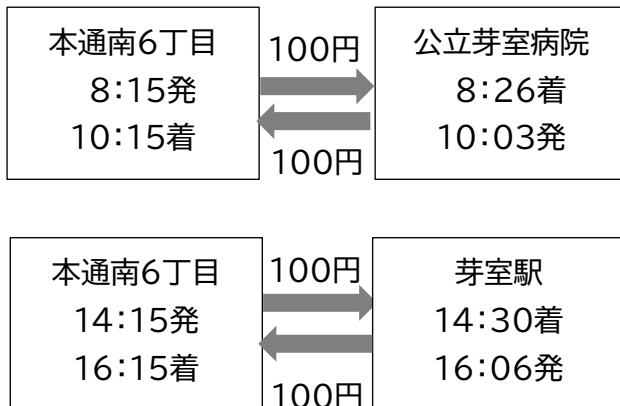 本通南6丁目
8:15発
10:15着
100円
100円
公立芽室病院
8:26着
10:03発
本通南6丁目
14:15発
16:15着
100円
100円
芽室駅
14:30着
16:06発